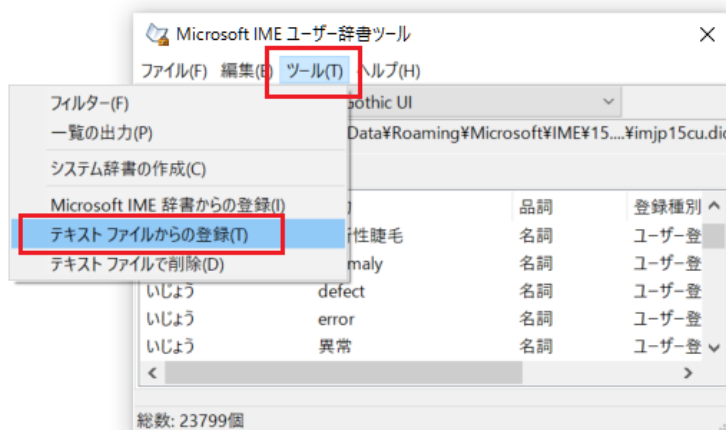 Microsoft IME ユーザー辞書ツール
ファイル(F) 編集(E) ツール(T) ヘルプ(H)
フィルター(F)
一覧の出力(P)
システム辞書の作成(C)
Microsoft IME 辞書からの登録(I)
テキスト ファイルからの登録(T)
テキスト ファイルで削除(D)
Gothic UI
Data¥Roaming¥Microsoft¥IME¥15....¥imjp15cu.dic
品詞 登録種別
性睫毛 名詞 ユーザー登
maly 名詞 ユーザー登
いじょう defect 名詞 ユーザー登
いじょう error 名詞 ユーザー登
いじょう 異常 名詞 ユーザー登
総数: 23799個